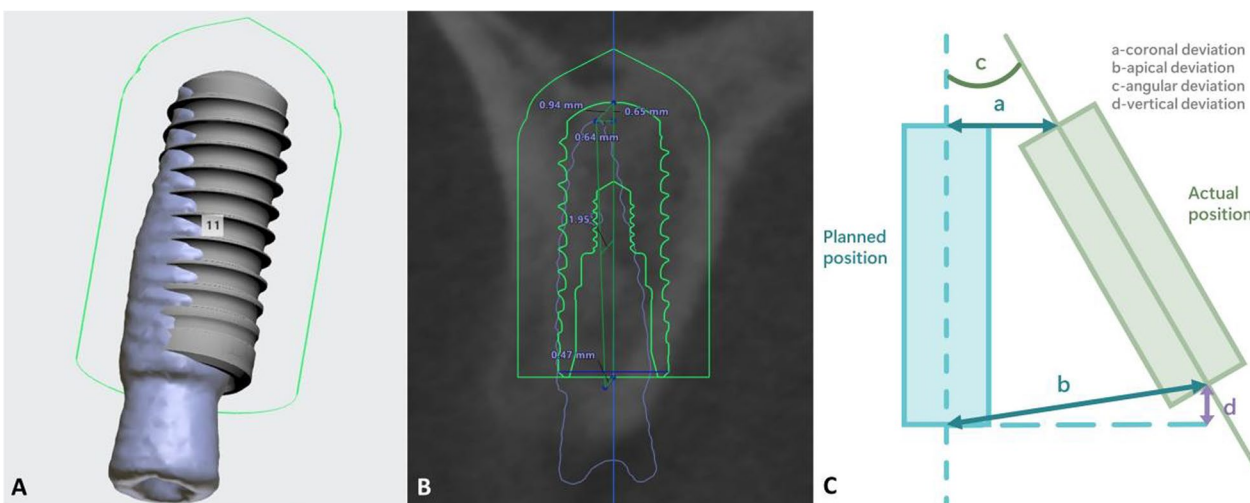 11
A
0.94 mm
0.65 mm
0.64 mm
1.95°
0.47 mm
B
c
a
a-coronal deviation
b-apical deviation
c-angular deviation
d-vertical deviation
Actual
position
Planned
position
b
d
C